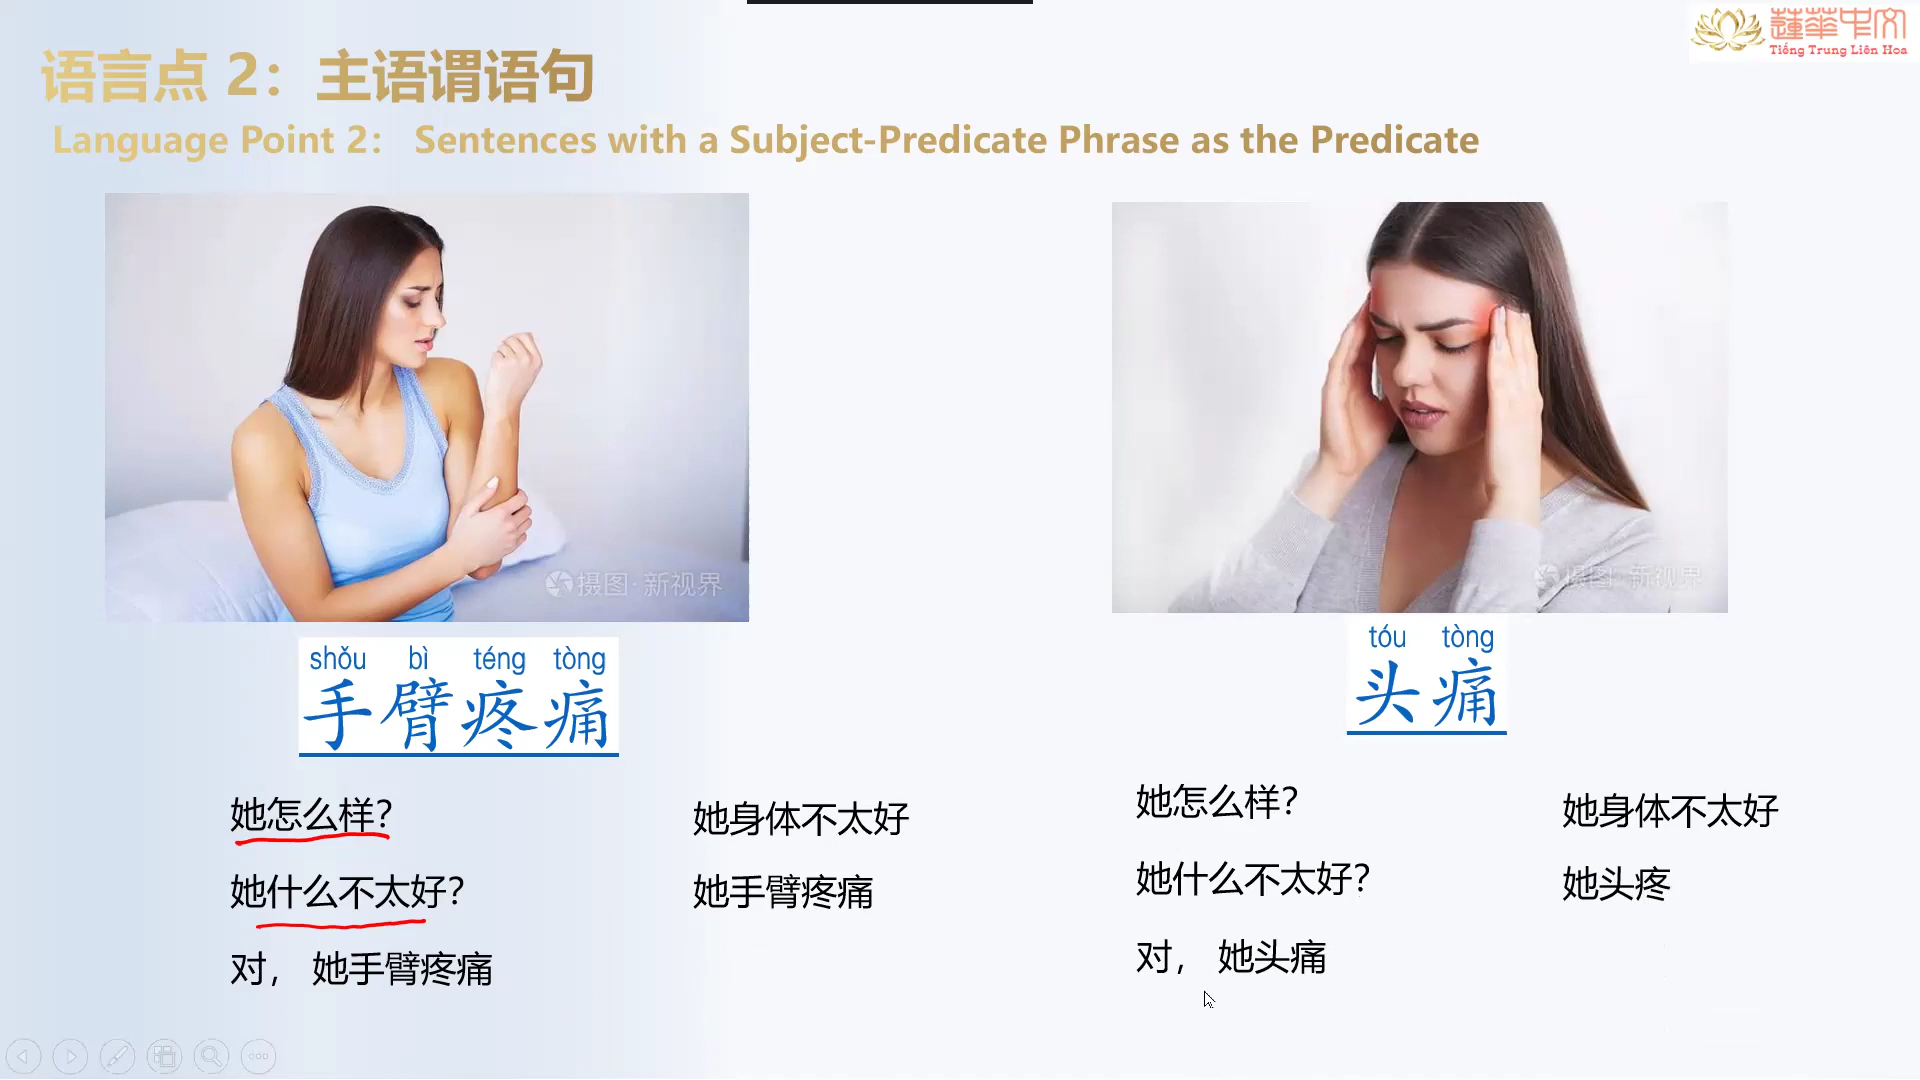 蓮華中文
Tiếng Trung Liên Hoa
语言点 2：主语谓语句
Language Point 2： Sentences with a Subject-Predicate Phrase as the Predicate
摄图·新视界
摄图·新视界
shǒu bì téng tòng
手臂疼痛
tóu tòng
头痛
她怎么样？
她身体不太好
她什么不太好？
她手臂疼痛
对， 她手臂疼痛
她怎么样？
她身体不太好
她什么不太好？
她头疼
对， 她头痛